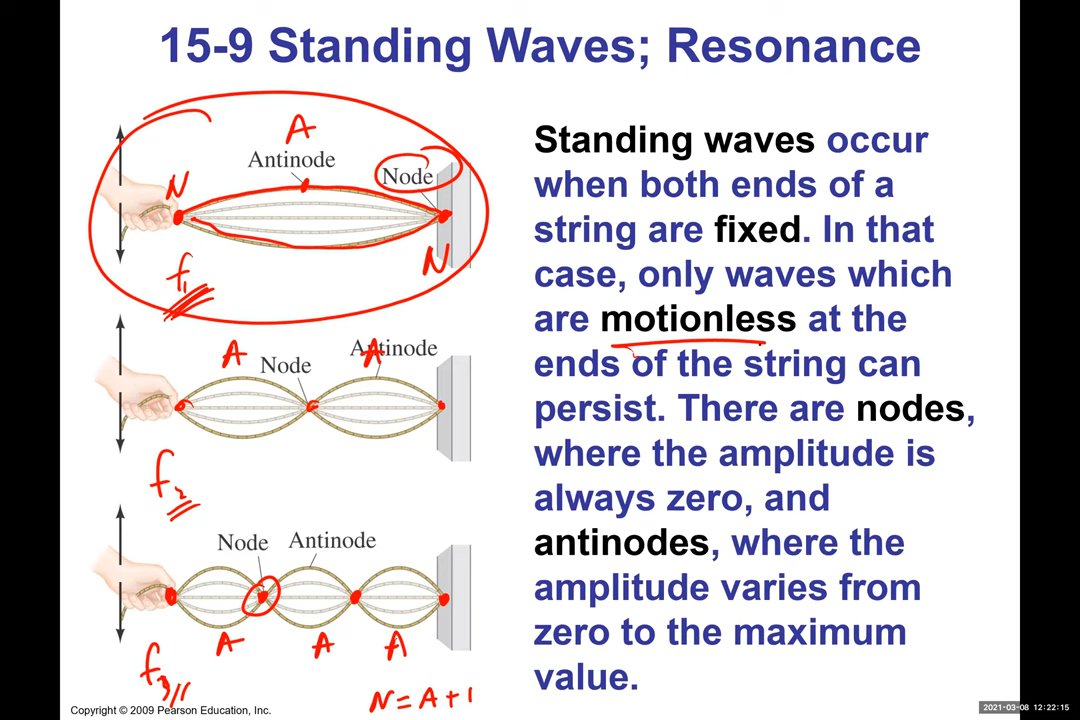 15-9 Standing Waves; Resonance
A
Antinode
Node
N
N
f₁
Standing waves occur
when both ends of a
string are fixed. In that
case, only waves which
are motionless at the
ends of the string can
persist. There are nodes,
where the amplitude is
always zero, and
antinodes, where the
amplitude varies from
zero to the maximum
value.
A
A
Antinode
Node
f₂
Node
Antinode
A
A
A
f₃
N = A + 1
Copyright © 2009 Pearson Education, Inc.
2021-03-08 12:22:15